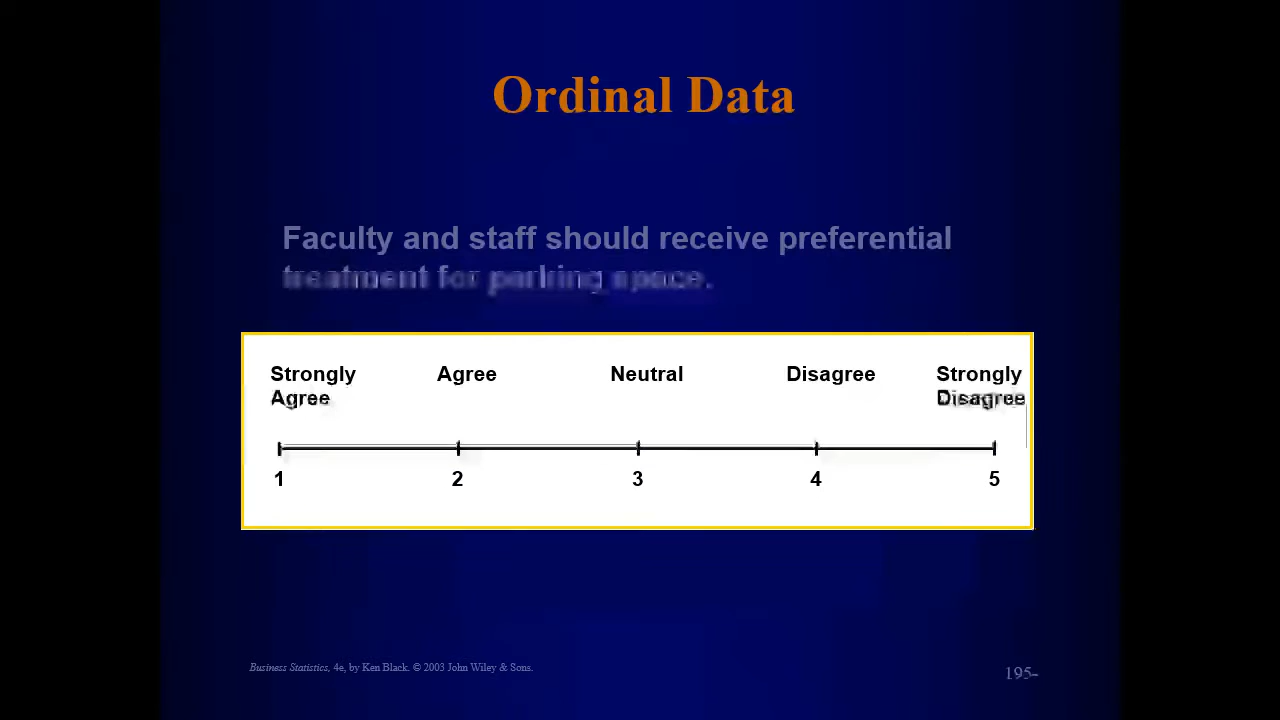 Ordinal Data
Faculty and staff should receive preferential
treatment for parking space.
Strongly Agree Neutral Disagree Strongly
Agree Disagree
1 2 3 4 5
Business Statistics, 4e, by Ken Black. © 2003 John Wiley & Sons. 195-